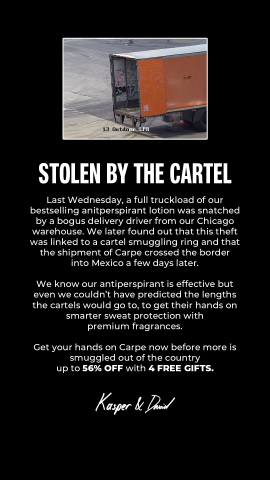 13 Outdoor LPR
STOLEN BY THE CARTEL
Last Wednesday, a full truckload of our
bestselling anitperspirant lotion was snatched
by a bogus delivery driver from our Chicago
warehouse. We later found out that this theft
was linked to a cartel smuggling ring and that
the shipment of Carpe crossed the border
into Mexico a few days later.
We know our antiperspirant is effective but
even we couldn't have predicted the lengths
the cartels would go to, to get their hands on
smarter sweat protection with
premium fragrances.
Get your hands on Carpe now before more is
smuggled out of the country
up to 56% OFF with 4 FREE GIFTS.
Kasper & David